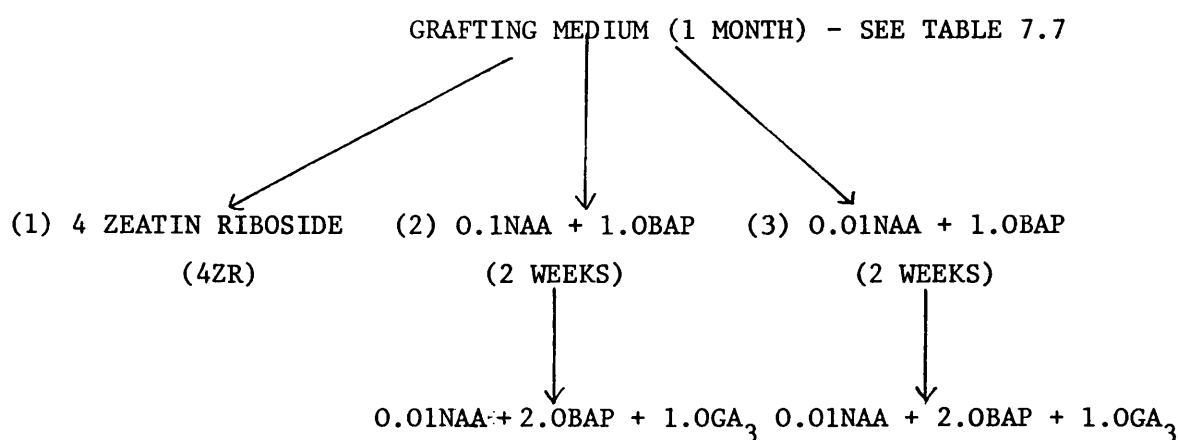 GRAFTING MEDIUM (1 MONTH) - SEE TABLE 7.7
(1) 4 ZEATIN RIBOSIDE (2) 0.1NAA + 1.0BAP (3) 0.01NAA + 1.0BAP
(4ZR) (2 WEEKS) (2 WEEKS)
0.01NAA + 2.0BAP + 1.0GA₃ 0.01NAA + 2.0BAP + 1.0GA₃